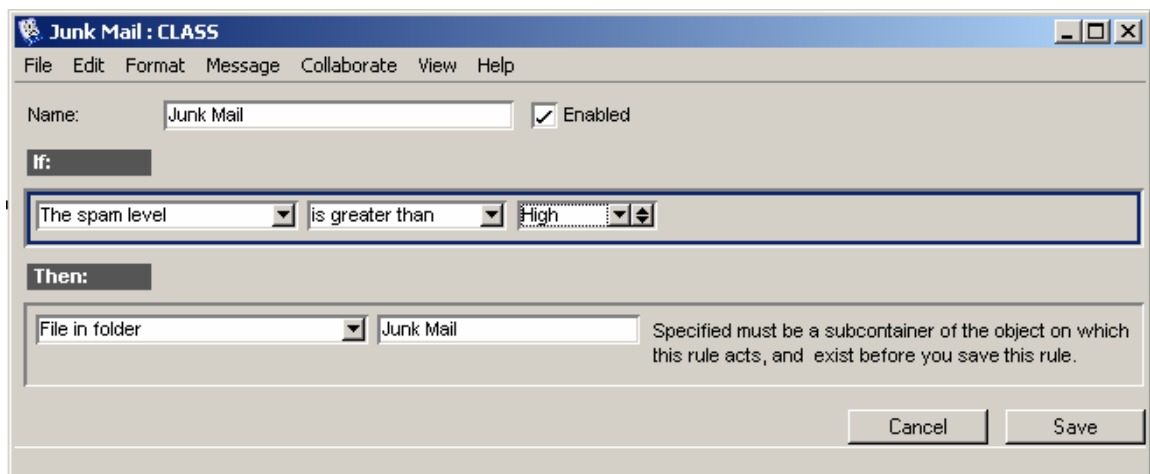 Junk Mail : CLASS
File Edit Format Message Collaborate View Help
Name: Junk Mail Enabled
If:
The spam level is greater than High
Then:
File in folder Junk Mail Specified must be a subcontainer of the object on which
this rule acts, and exist before you save this rule.
Cancel Save